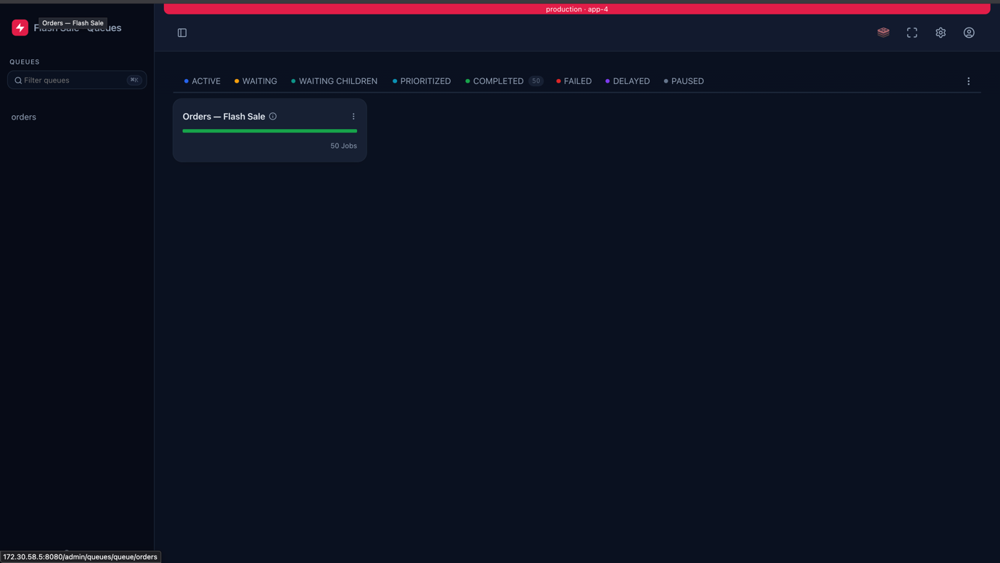 production · app-4
Orders — Flash Sale
Flash Sale · Queues
QUEUES
Filter queues
⌘K
orders
ACTIVE
WAITING
WAITING CHILDREN
PRIORITIZED
COMPLETED 50
FAILED
DELAYED
PAUSED
Orders — Flash Sale
50 Jobs
172.30.58.5:8080/admin/queues/queue/orders